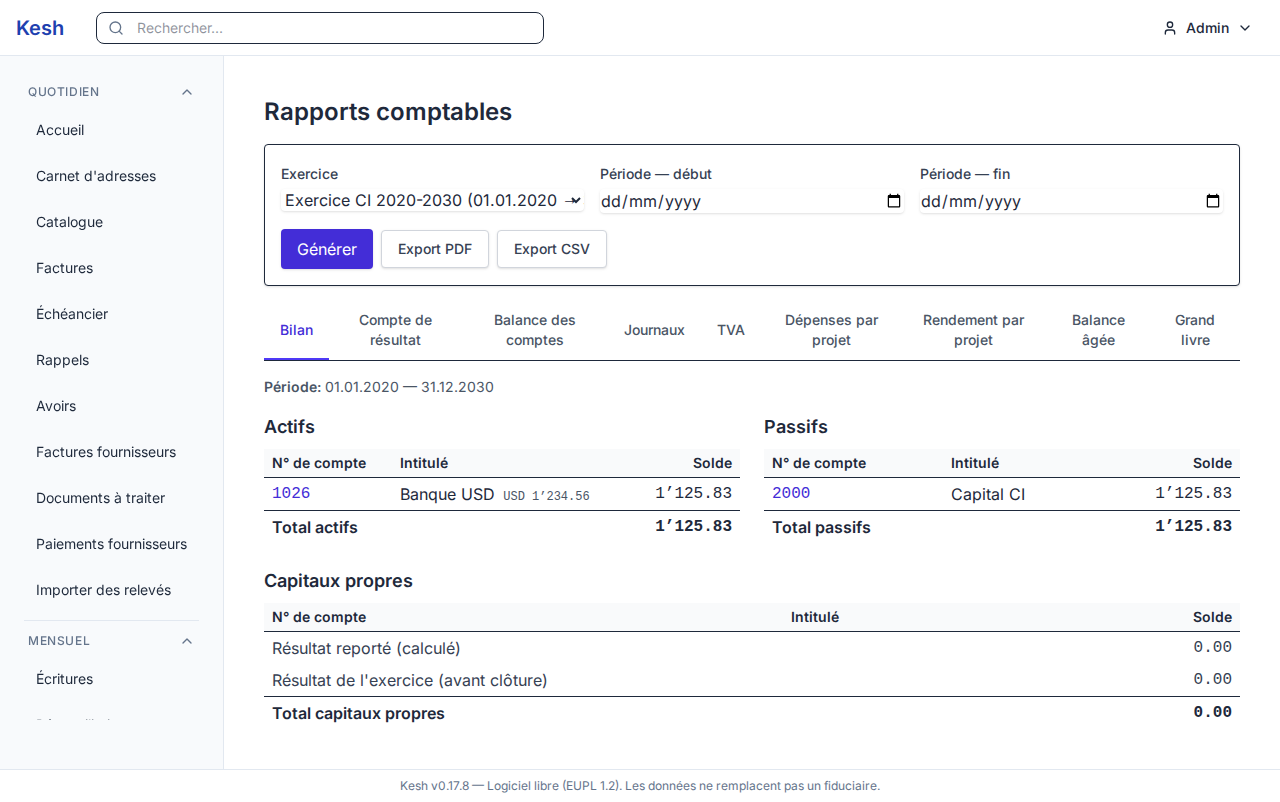 Kesh
Rechercher...
Admin
QUOTIDIEN
Accueil
Carnet d'adresses
Catalogue
Factures
Échéancier
Rappels
Avoirs
Factures fournisseurs
Documents à traiter
Paiements fournisseurs
Importer des relevés
MENSUEL
Écritures
Rapports comptables
Exercice
Période — début
Période — fin
Exercice CI 2020-2030 (01.01.2020
dd/mm/yyyy
dd/mm/yyyy
Générer
Export PDF
Export CSV
Bilan
Compte de
résultat
Balance des
comptes
Journaux
TVA
Dépenses par
projet
Rendement par
projet
Balance
âgée
Grand
livre
Période: 01.01.2020 — 31.12.2030
Actifs
N° de compte Intitulé Solde
1026 Banque USD USD 1’234.56 1’125.83
Total actifs 1’125.83
Passifs
N° de compte Intitulé Solde
2000 Capital CI 1’125.83
Total passifs 1’125.83
Capitaux propres
N° de compte Intitulé Solde
Résultat reporté (calculé) 0.00
Résultat de l'exercice (avant clôture) 0.00
Total capitaux propres 0.00
Kesh v0.17.8 — Logiciel libre (EUPL 1.2). Les données ne remplacent pas un fiduciaire.